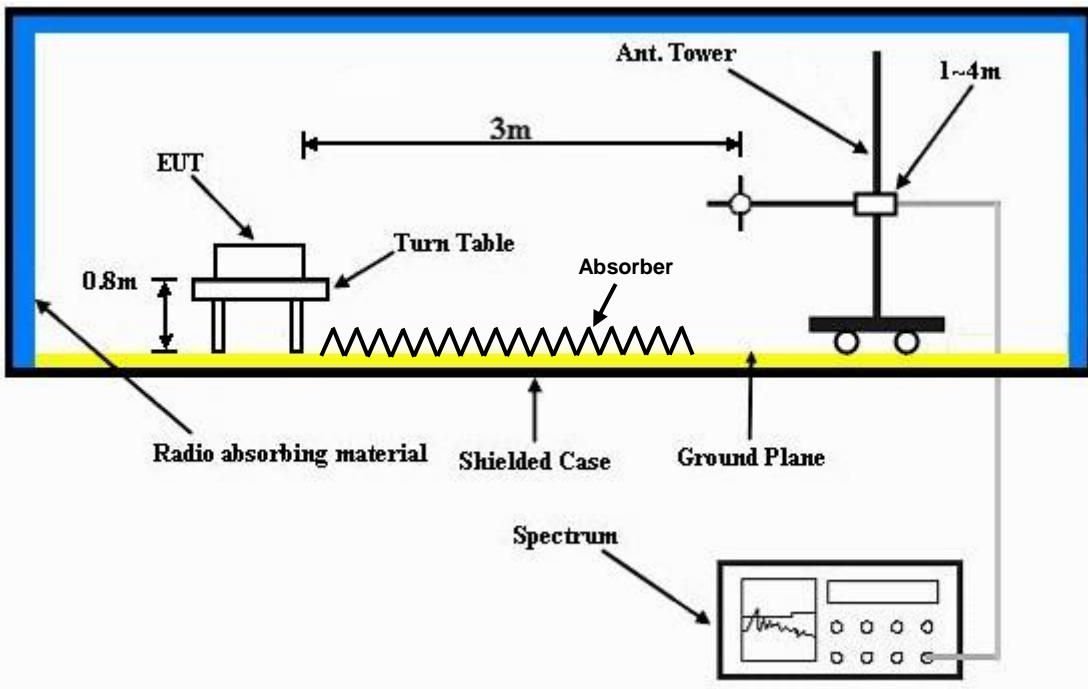 Ant. Tower
1~4m
3m
EUT
Turn Table
Absorber
0.8m
Radio absorbing material
Shielded Case
Ground Plane
Spectrum